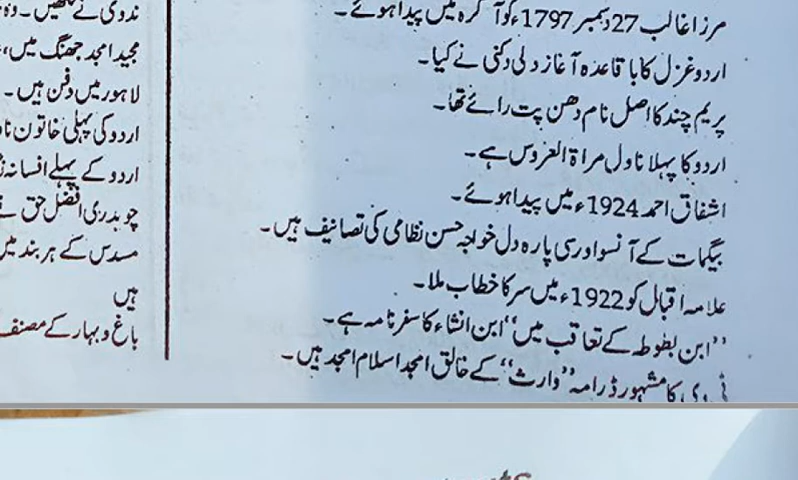 مرزا غالب 27 دسمبر 1797ء کو آگرہ میں پیدا ہوئے۔
اردو غزل کا باقاعدہ آغاز ولی دکنی نے کیا۔
پریم چند کا اصل نام دھن پت رائے تھا۔
اردو کا پہلا ناول مراۃ العروس ہے۔
اشفاق احمد 1924ء میں پیدا ہوئے۔
بیگمات کے آنسو اور سی پارہ دل خواجہ حسن نظامی کی تصانیف ہیں۔
علامہ اقبال کو 1922ء میں سر کا خطاب ملا۔
"ابن بطوطہ کے تعاقب میں" ابن انشاء کا سفرنامہ ہے۔
ٹی وی کا مشہور ڈرامہ "وارث" کے خالق امجد اسلام امجد ہیں۔
ندوی نے لکھیں۔ وہ
مجید امجد جھنگ میں،
لاہور میں دفن ہیں۔
اردو کی پہلی خاتون
اردو کے پہلے افسانہ
چوہدری افضل حق نے
مسدس کے ہر بند میں
ہیں
باغ و بہار کے مصنف